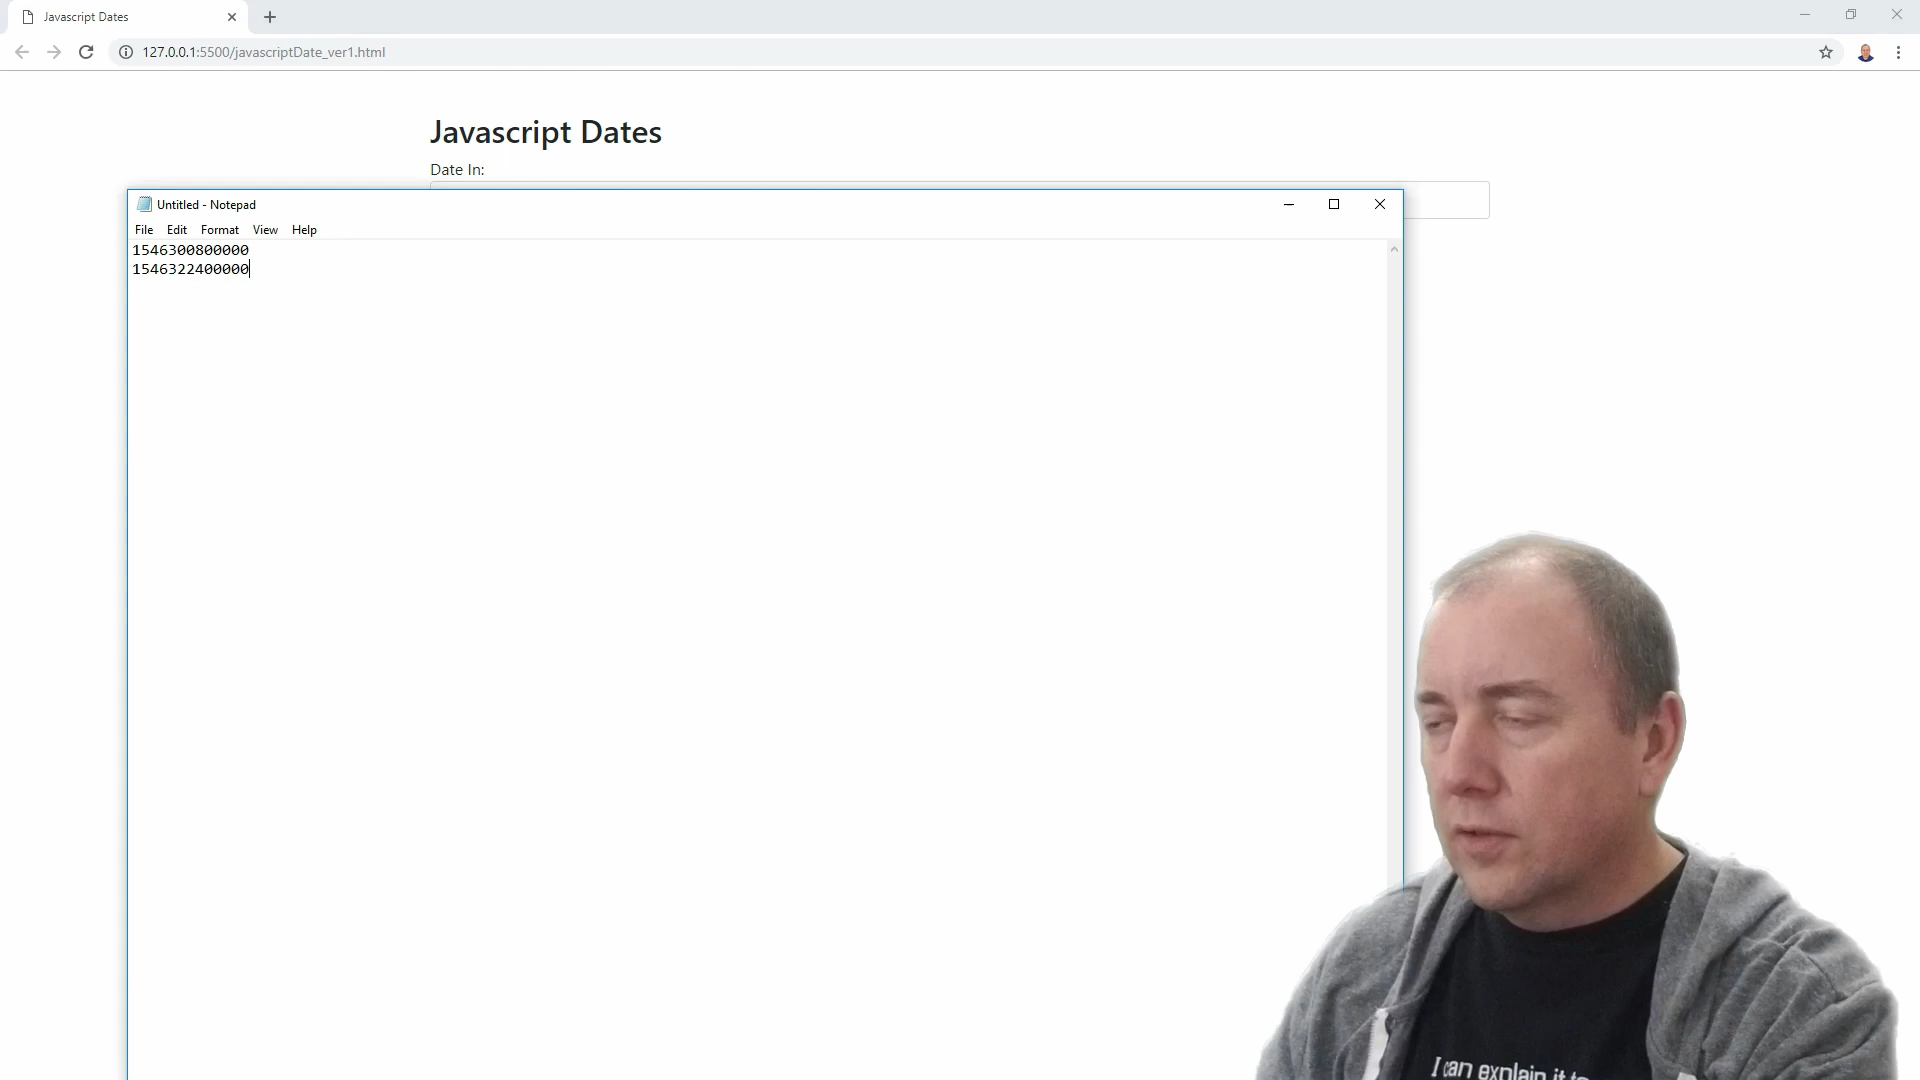 Javascript Dates
127.0.0.1:5500/javascriptDate_ver1.html
Javascript Dates
Date In:
Untitled - Notepad
File Edit Format View Help
1546300800000
1546322400000
I can explain it to